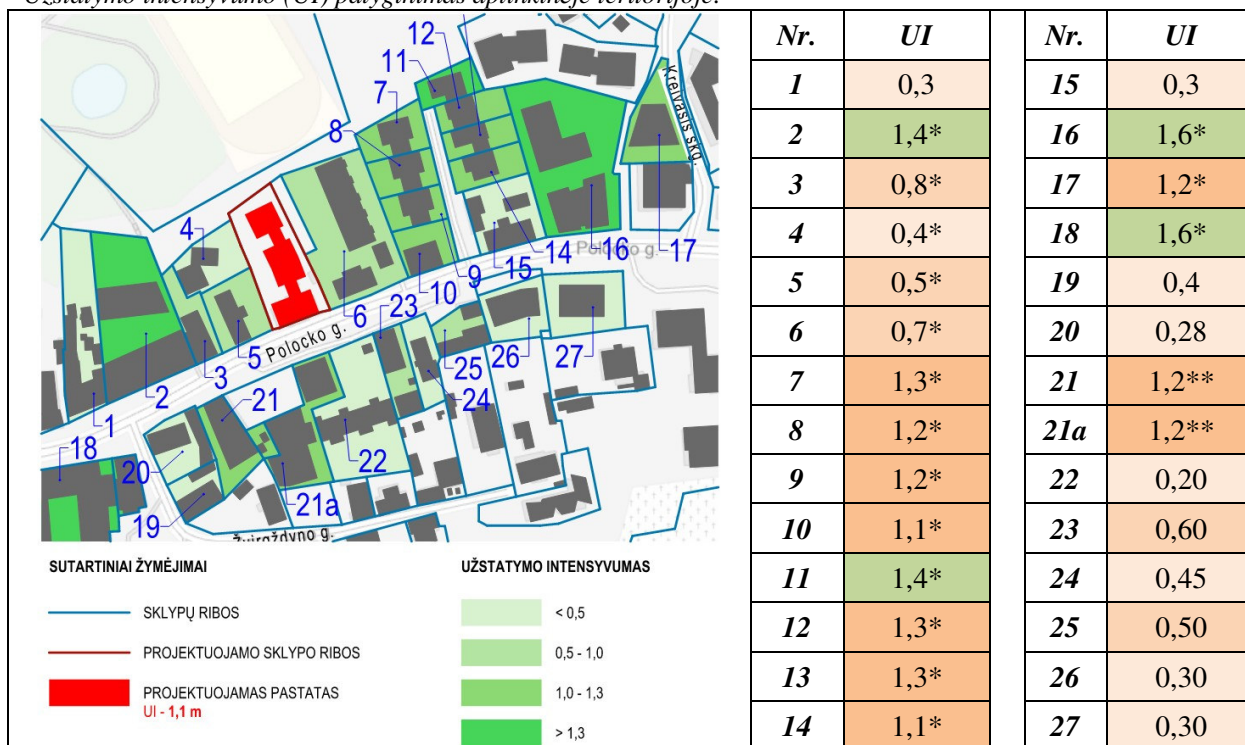 Užstatymo intensyvumo (UI) palyginimas aplinkinėje teritorijoje:
12
11
7
8
4
Kreivasis skg.
17
16
14
15
Polocko g.
9
10
6
23
5
Polocko g.
3
2
1
26
27
25
24
21
22
18
20
21a
19
Žvirgždyno g.
SUTARTINIAI ŽYMĖJIMAI
SKLYPŲ RIBOS
PROJEKTUOJAMO SKLYPO RIBOS
PROJEKTUOJAMAS PASTATAS
UI - 1,1 m
UŽSTATYMO INTENSYVUMAS
< 0,5
0,5 - 1,0
1,0 - 1,3
> 1,3
Nr. UI Nr. UI
1 0,3 15 0,3
2 1,4* 16 1,6*
3 0,8* 17 1,2*
4 0,4* 18 1,6*
5 0,5* 19 0,4
6 0,7* 20 0,28
7 1,3* 21 1,2**
8 1,2* 21a 1,2**
9 1,2* 22 0,20
10 1,1* 23 0,60
11 1,4* 24 0,45
12 1,3* 25 0,50
13 1,3* 26 0,30
14 1,1* 27 0,30